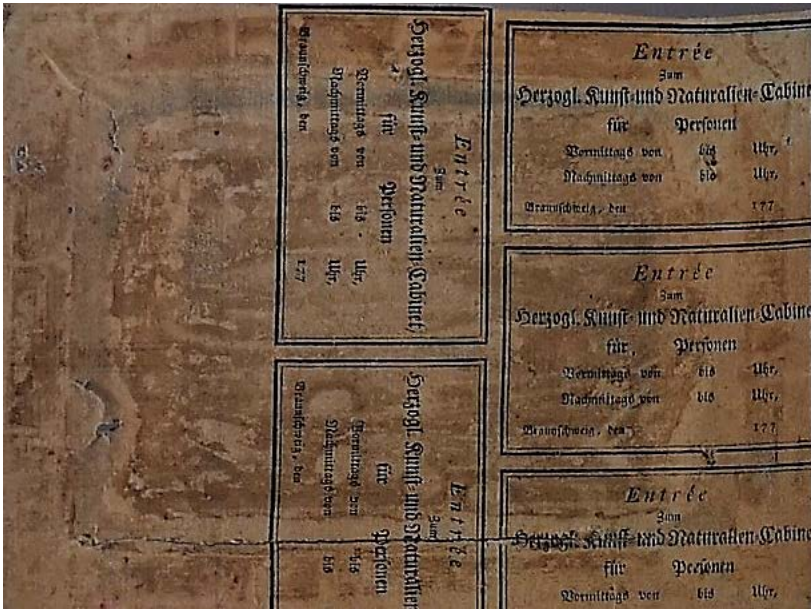 Entrée
Zum
Herzogl. Kunst- und Naturalien-Cabinet,
für Personen
Vormittags von bis Uhr,
Nachmittags von bis Uhr,
Braunschweig, den 177
Entrée
Zum
Herzogl. Kunst- und Naturalien
für Personen
Vormittags von bis
Nachmittags von bis
Braunschweig, den
Entrée
Zum
Herzogl. Kunst-und Naturalien-Cabine
für Personen
Vormittags von bis Uhr,
Nachmittags von bis Uhr,
Braunschweig, den 177
Entrée
Zum
Herzogl. Kunst- und Naturalien-Cabine
für Personen
Vormittags von bis Uhr,
Nachmittags von bis Uhr,
Braunschweig, den 177
Entrée
Zum
Herzogl. Kunst- und Naturalien-Cabine
für Personen
Vormittags von bis Uhr,